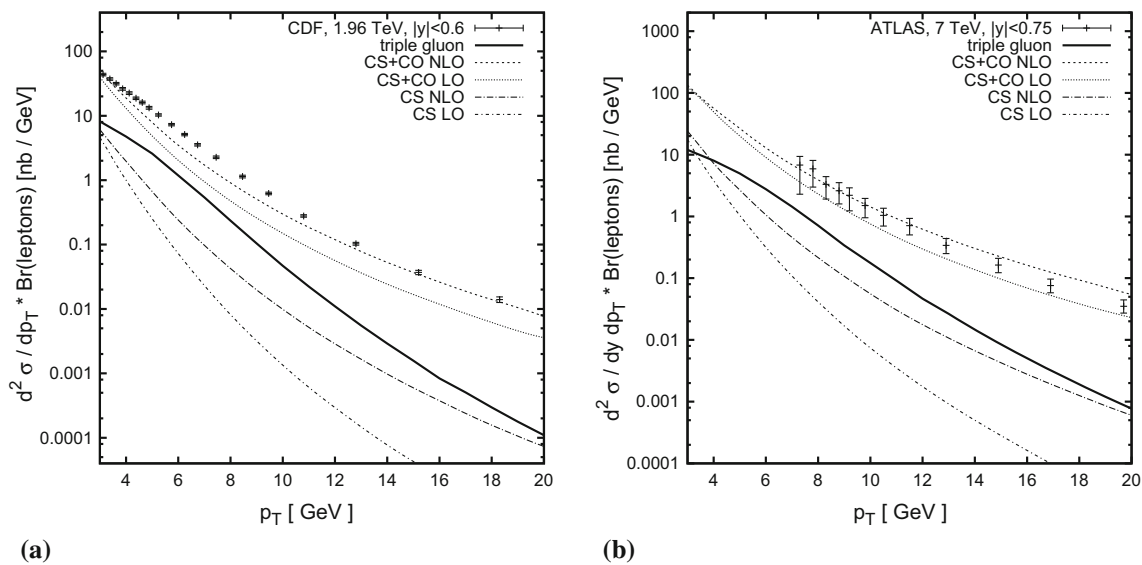 CDF, 1.96 TeV, |y|<0.6
triple gluon
CS+CO NLO
CS+CO LO
CS NLO
CS LO
100
10
1
0.1
0.01
0.001
0.0001
d² σ / dp_T * Br(leptons) [nb / GeV]
4 6 8 10 12 14 16 18 20
p_T [ GeV ]
(a)
ATLAS, 7 TeV, |y|<0.75
triple gluon
CS+CO NLO
CS+CO LO
CS NLO
CS LO
1000
100
10
1
0.1
0.01
0.001
0.0001
d² σ / dy dp_T * Br(leptons) [nb / GeV]
4 6 8 10 12 14 16 18 20
p_T [ GeV ]
(b)